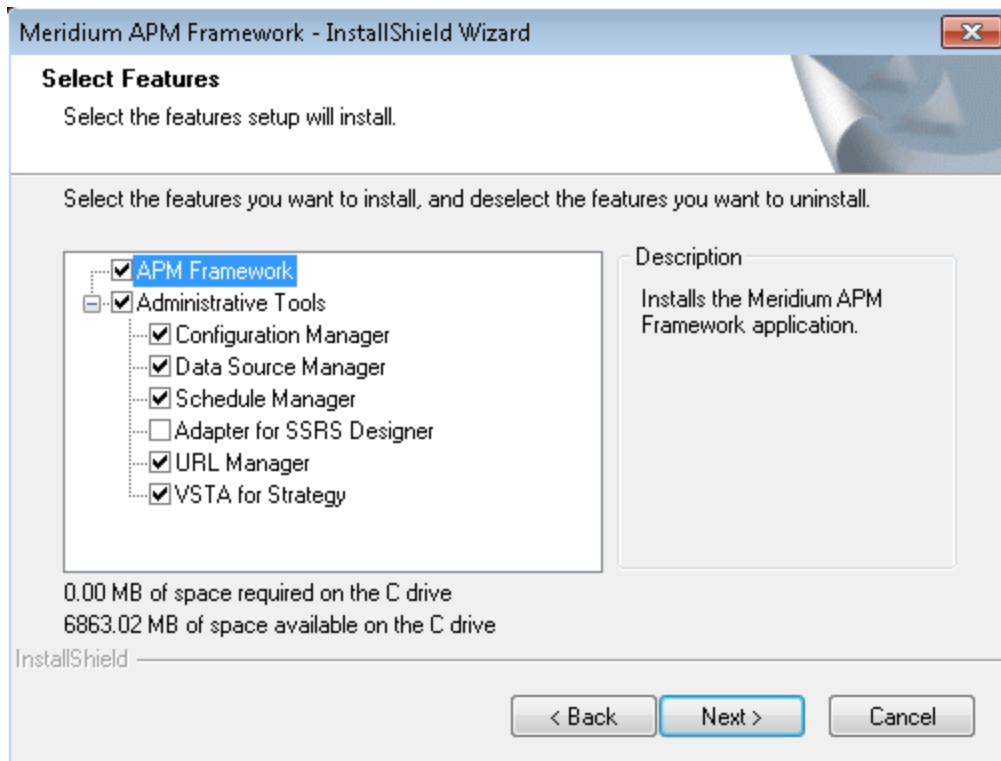 Meridium APM Framework - InstallShield Wizard
Select Features
Select the features setup will install.
Select the features you want to install, and deselect the features you want to uninstall.
APM Framework
Administrative Tools
Configuration Manager
Data Source Manager
Schedule Manager
Adapter for SSRS Designer
URL Manager
VSTA for Strategy
Description
Installs the Meridium APM
Framework application.
0.00 MB of space required on the C drive
6863.02 MB of space available on the C drive
InstallShield
< Back
Next >
Cancel